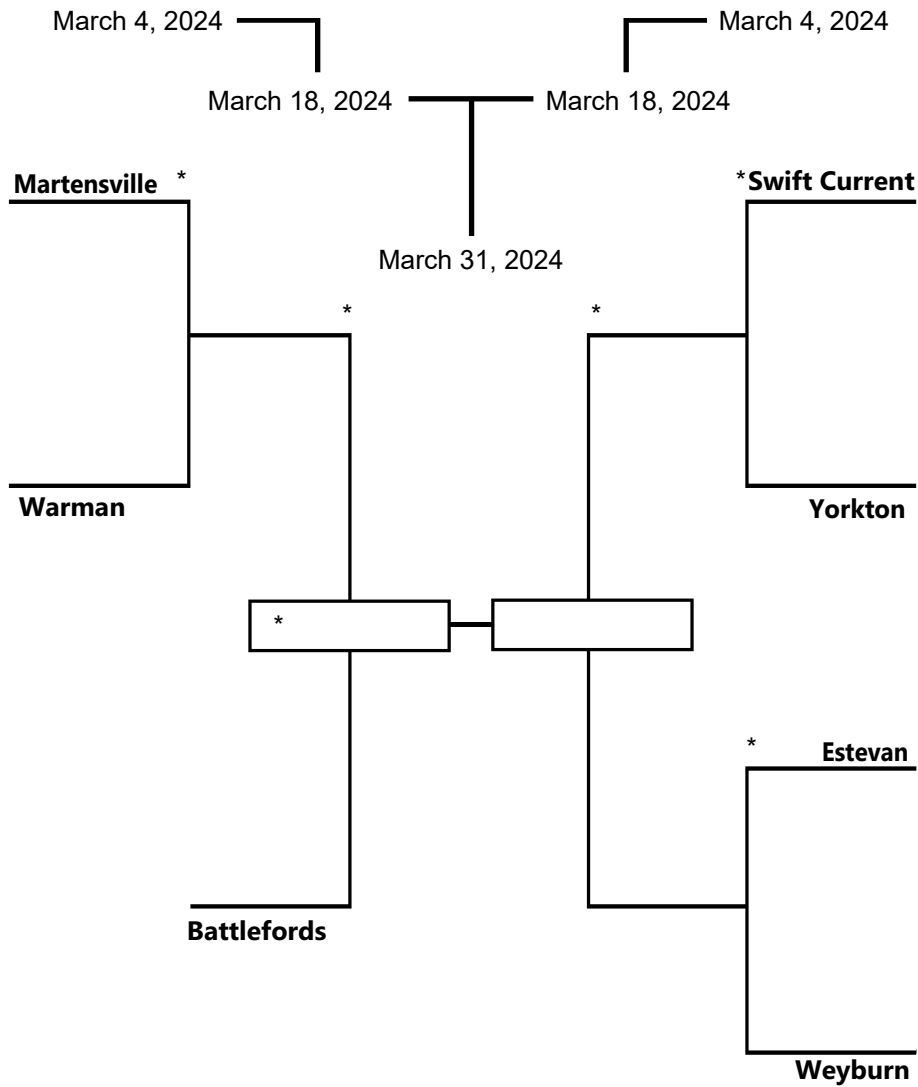 March 4, 2024
March 4, 2024
March 18, 2024
March 18, 2024
Martensville *
*Swift Current
March 31, 2024
*
*
Warman
Yorkton
*
*
Estevan
Battlefords
Weyburn